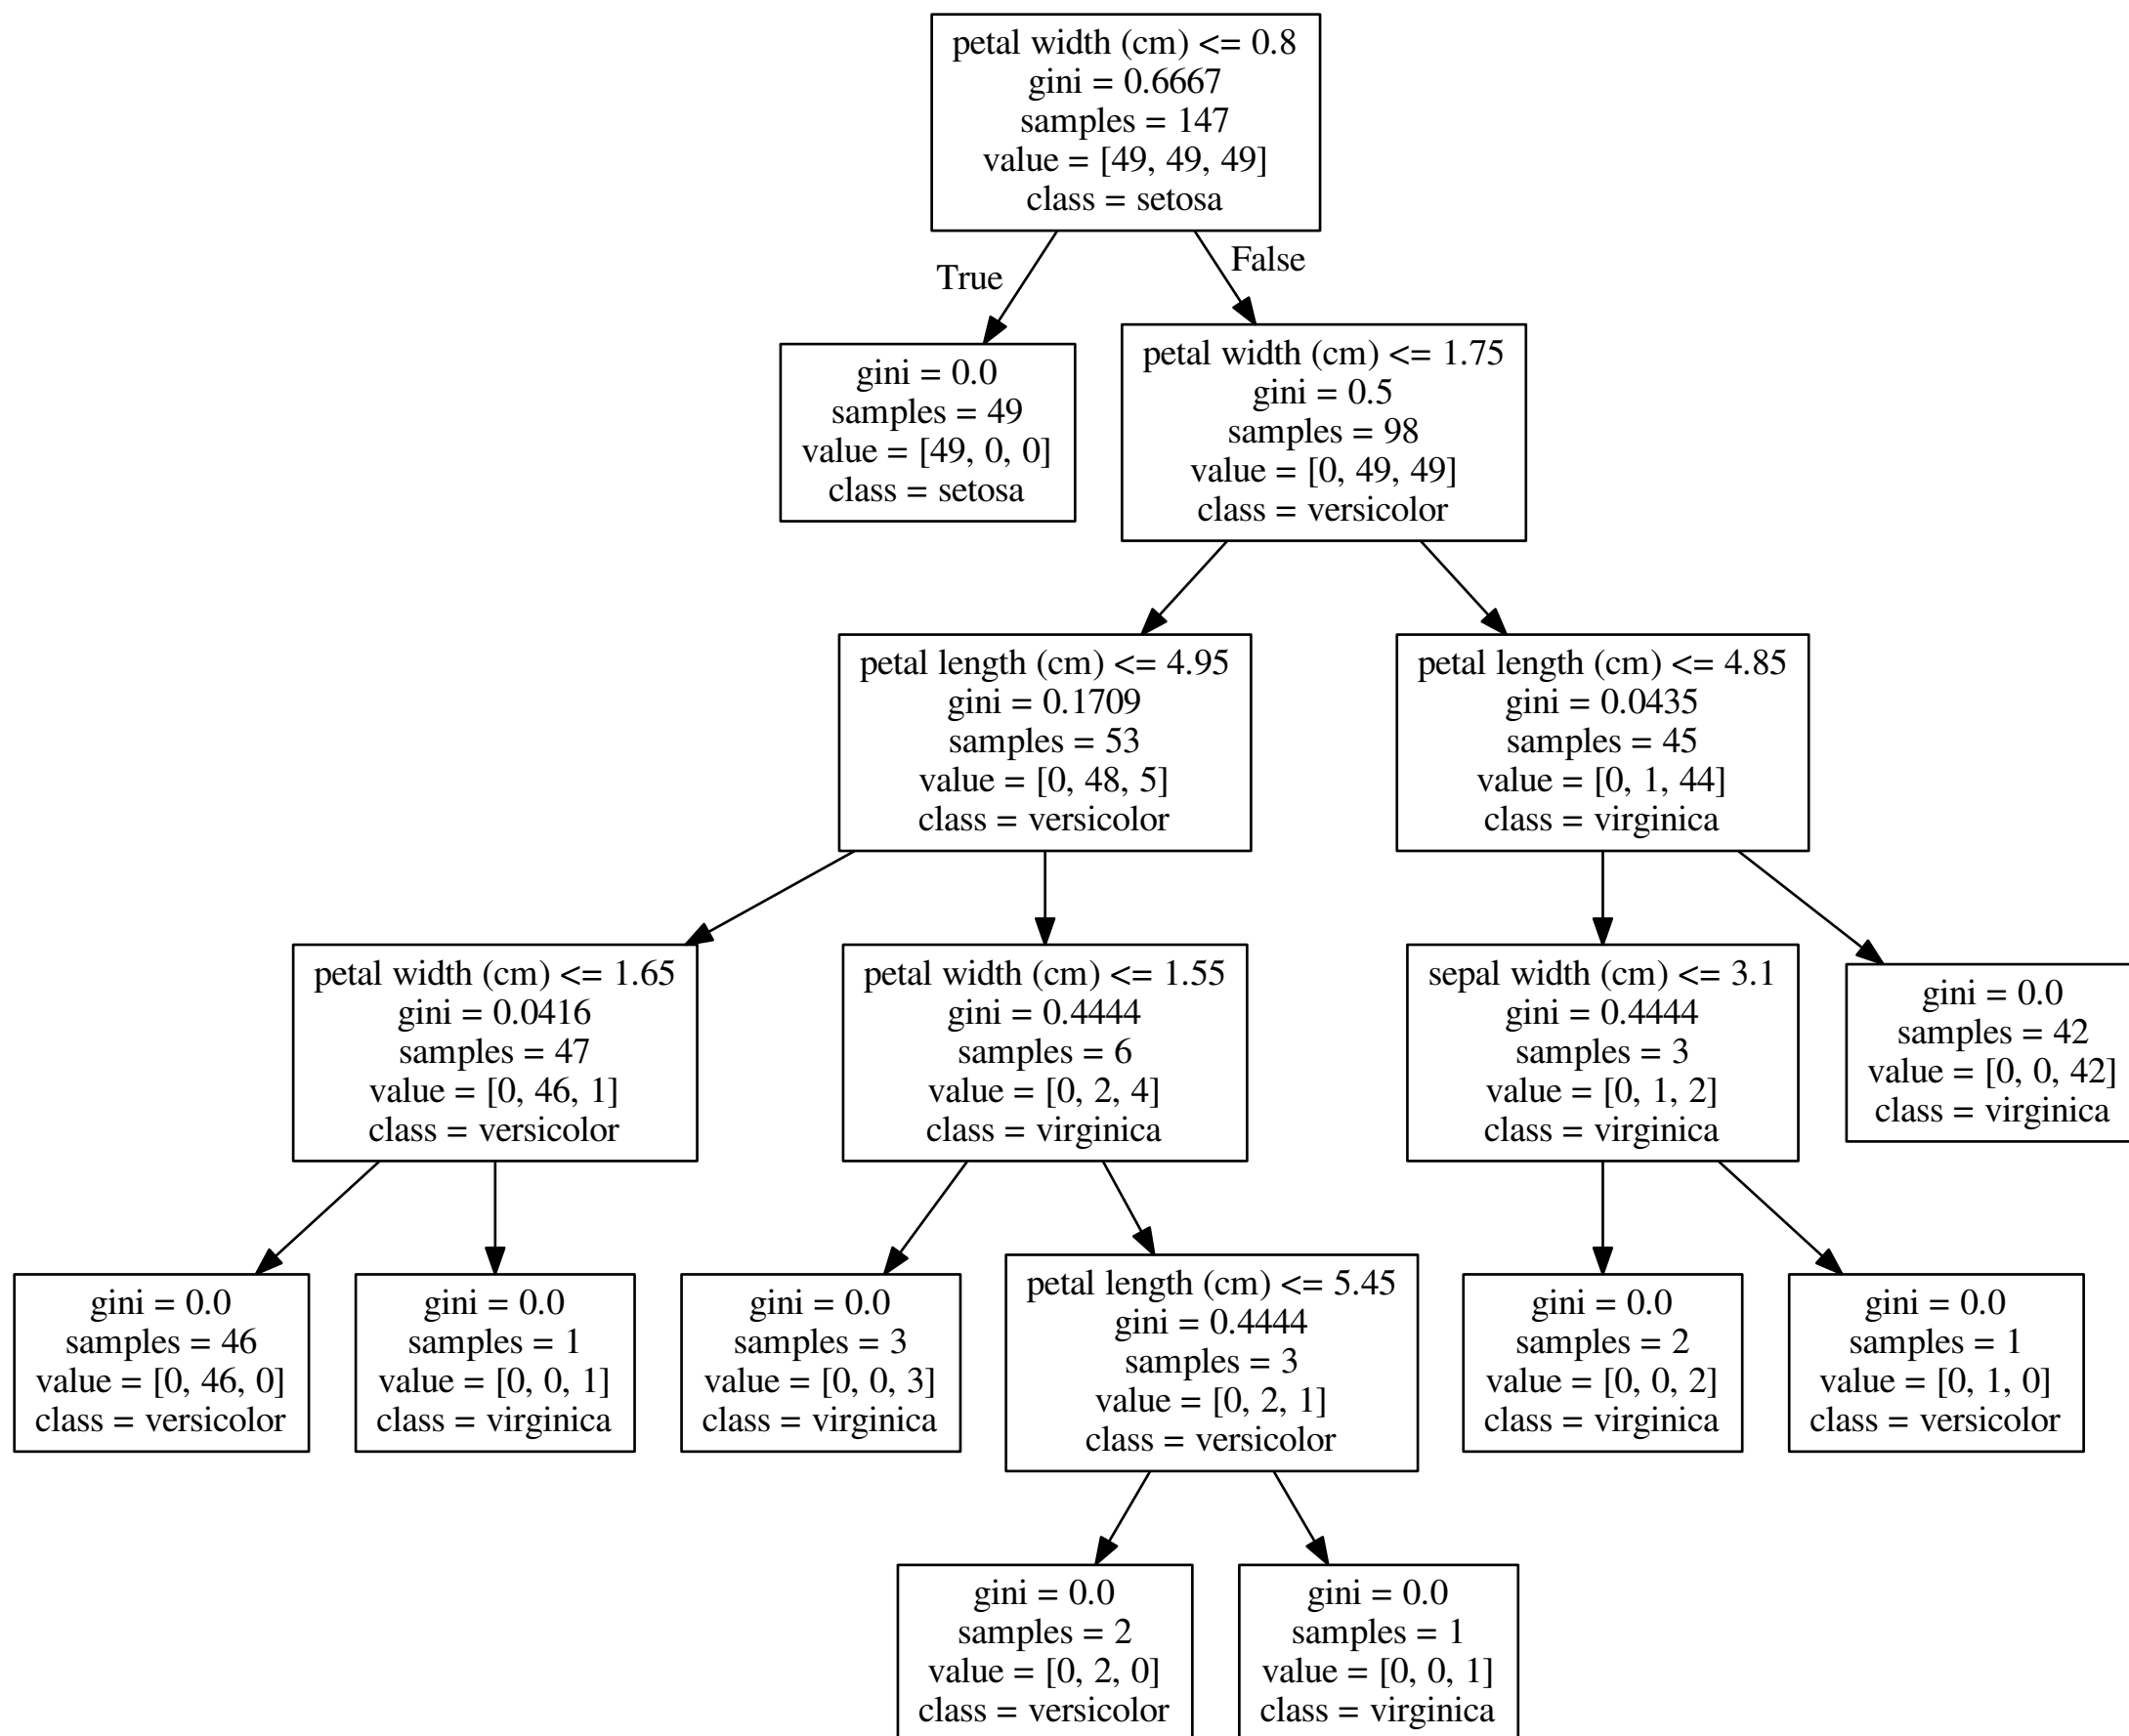 petal width (cm) <= 0.8
gini = 0.6667
samples = 147
value = [49, 49, 49]
class = setosa
True
False
gini = 0.0
samples = 49
value = [49, 0, 0]
class = setosa
petal width (cm) <= 1.75
gini = 0.5
samples = 98
value = [0, 49, 49]
class = versicolor
petal length (cm) <= 4.95
gini = 0.1709
samples = 53
value = [0, 48, 5]
class = versicolor
petal length (cm) <= 4.85
gini = 0.0435
samples = 45
value = [0, 1, 44]
class = virginica
petal width (cm) <= 1.65
gini = 0.0416
samples = 47
value = [0, 46, 1]
class = versicolor
petal width (cm) <= 1.55
gini = 0.4444
samples = 6
value = [0, 2, 4]
class = virginica
sepal width (cm) <= 3.1
gini = 0.4444
samples = 3
value = [0, 1, 2]
class = virginica
gini = 0.0
samples = 42
value = [0, 0, 42]
class = virginica
gini = 0.0
samples = 46
value = [0, 46, 0]
class = versicolor
gini = 0.0
samples = 1
value = [0, 0, 1]
class = virginica
gini = 0.0
samples = 3
value = [0, 0, 3]
class = virginica
petal length (cm) <= 5.45
gini = 0.4444
samples = 3
value = [0, 2, 1]
class = versicolor
gini = 0.0
samples = 2
value = [0, 0, 2]
class = virginica
gini = 0.0
samples = 1
value = [0, 1, 0]
class = versicolor
gini = 0.0
samples = 2
value = [0, 2, 0]
class = versicolor
gini = 0.0
samples = 1
value = [0, 0, 1]
class = virginica